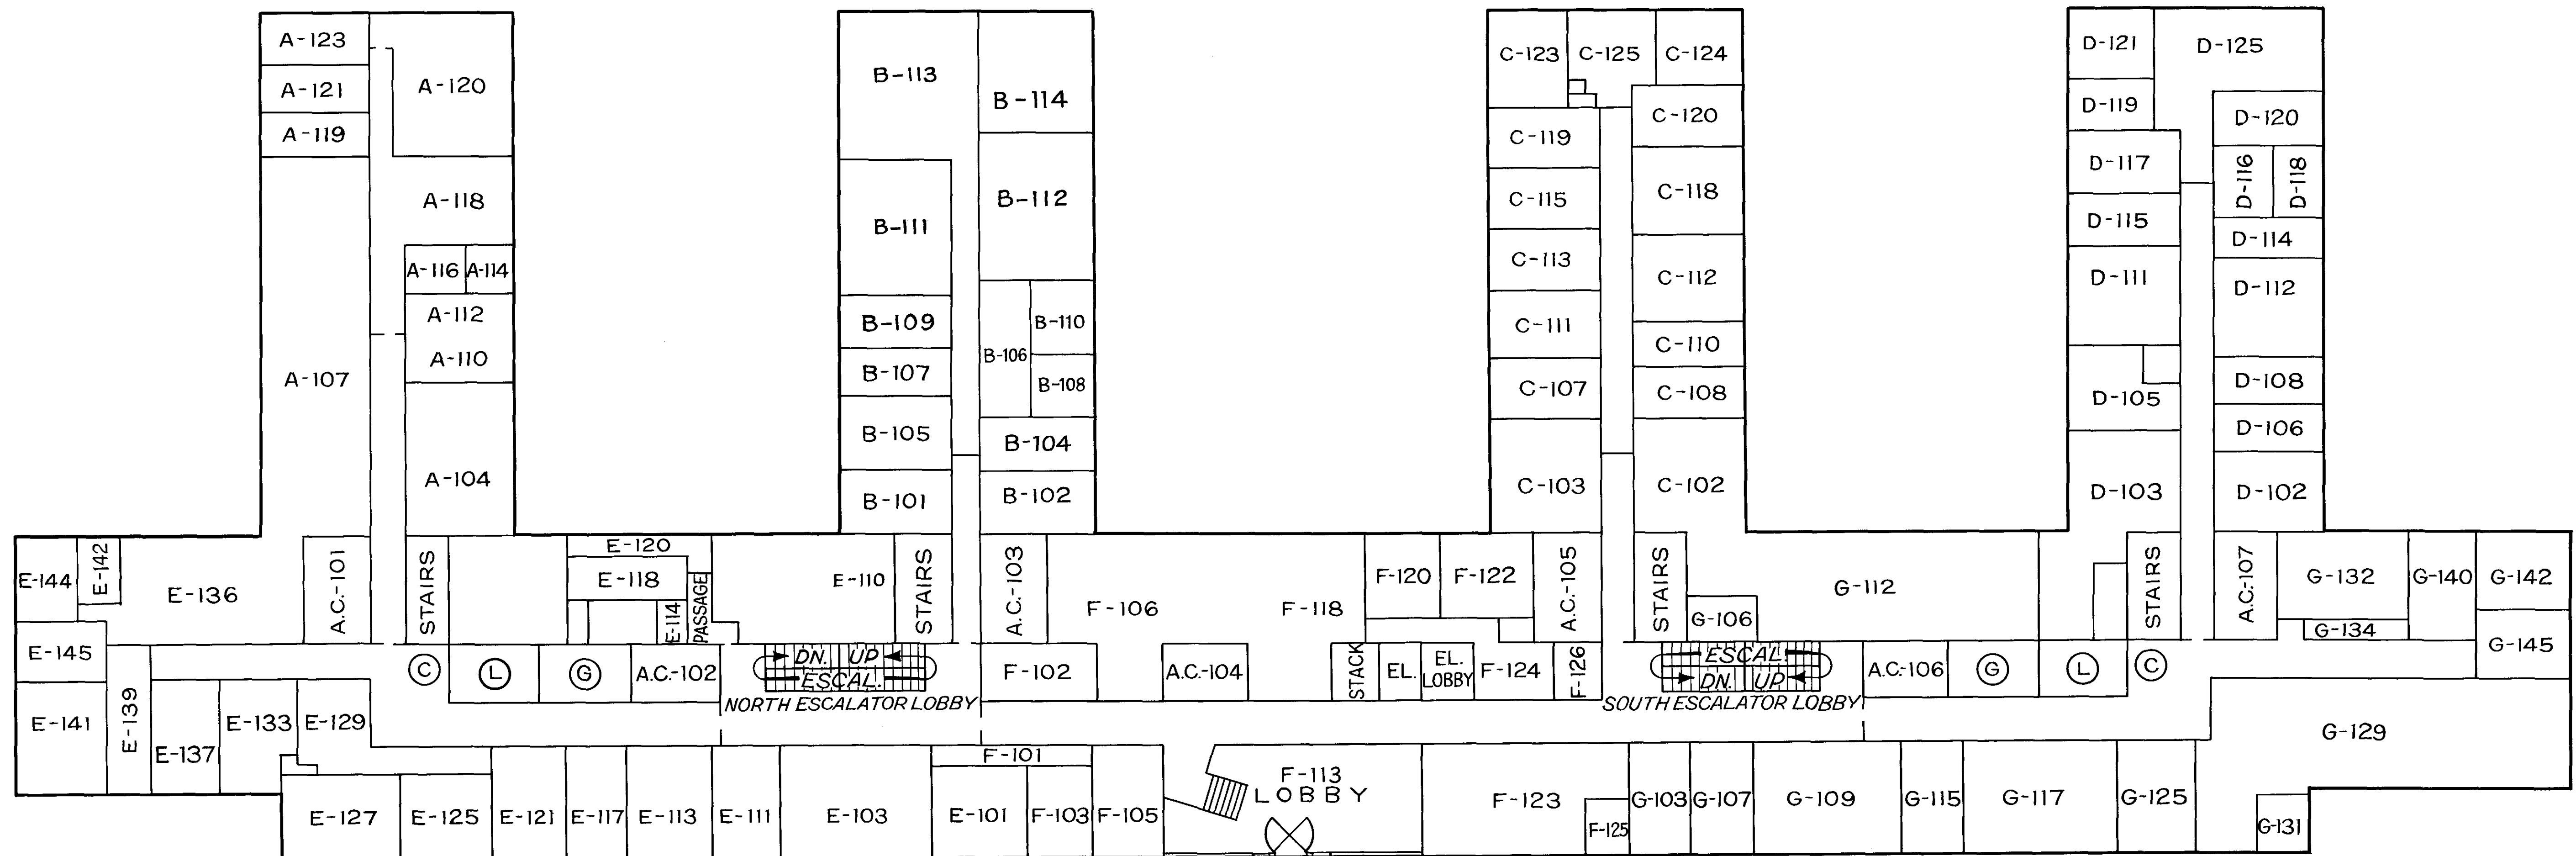 A-123
A-121
A-119
A-120
A-118
A-116
A-114
A-112
A-110
A-107
A-104
B-113
B-114
B-112
B-111
B-109
B-110
B-106
B-107
B-108
B-105
B-104
B-101
B-102
C-123
C-125
C-124
C-120
C-119
C-118
C-115
C-113
C-112
C-111
C-110
C-107
C-108
C-103
C-102
D-121
D-125
D-119
D-120
D-117
D-116
D-118
D-115
D-114
D-111
D-112
D-108
D-105
D-106
D-103
D-102
E-144
E-142
E-136
A.C.-101
STAIRS
E-120
E-118
E-114
PASSAGE
E-110
STAIRS
A.C.-103
F-106
F-118
F-120
F-122
A.C.-105
STAIRS
G-106
G-112
STAIRS
A.C.-107
G-132
G-134
G-140
G-142
G-145
E-145
E-141
E-139
E-137
E-133
E-129
C
L
G
A.C.-102
DN. UP
ESCAL.
NORTH ESCALATOR LOBBY
F-102
A.C.-104
STACK
EL.
EL.
LOBBY
F-124
F-126
ESCAL.
DN. UP
SOUTH ESCALATOR LOBBY
A.C.-106
G
L
C
G-129
E-127
E-125
E-121
E-117
E-113
E-111
E-103
F-101
E-101
F-103
F-105
F-113
LOBBY
F-123
F-125
G-103
G-107
G-109
G-115
G-117
G-125
G-131